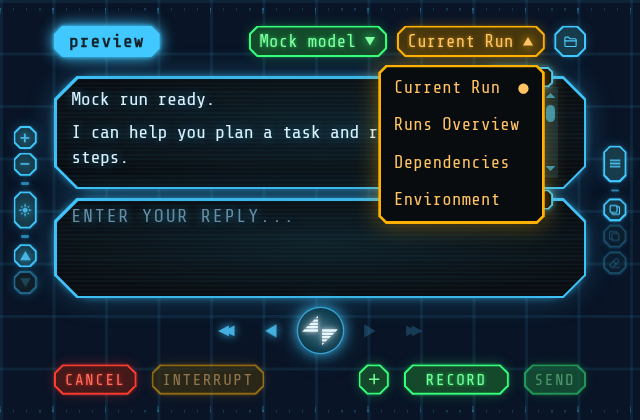 preview
Mock model
Current Run
Mock run ready.
I can help you plan a task and
steps.
Current Run
Runs Overview
Dependencies
Environment
ENTER YOUR REPLY...
CANCEL
INTERRUPT
RECORD
SEND